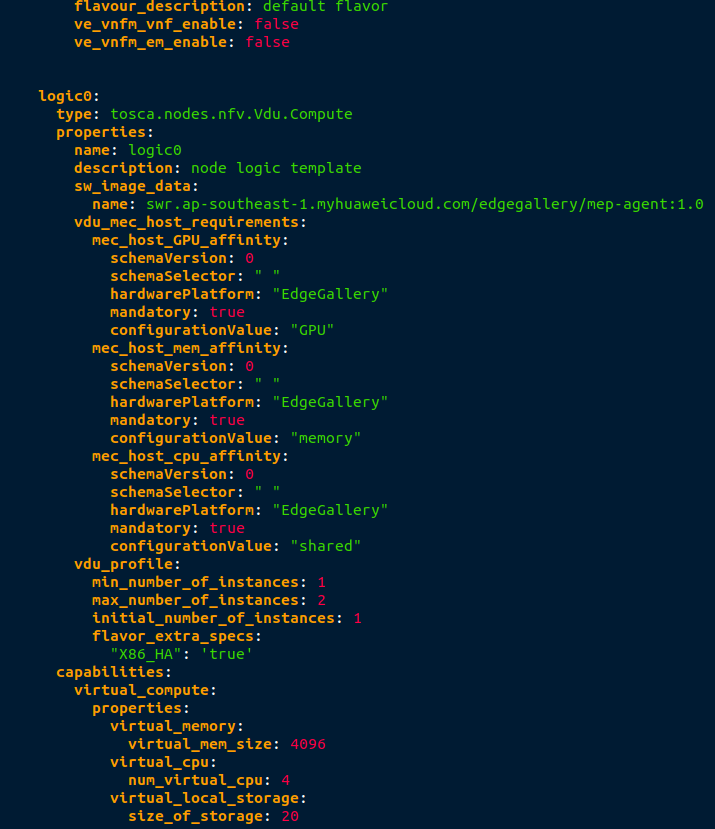 flavour_description: default flavor
ve_vnfm_vnf_enable: false
ve_vnfm_em_enable: false
logic0:
type: tosca.nodes.nfv.Vdu.Compute
properties:
name: logic0
description: node logic template
sw_image_data:
name: swr.ap-southeast-1.myhuaweicloud.com/edgegallery/mep-agent:1.0
vdu_mec_host_requirements:
mec_host_GPU_affinity:
schemaVersion: 0
schemaSelector: " "
hardwarePlatform: "EdgeGallery"
mandatory: true
configurationValue: "GPU"
mec_host_mem_affinity:
schemaVersion: 0
schemaSelector: " "
hardwarePlatform: "EdgeGallery"
mandatory: true
configurationValue: "memory"
mec_host_cpu_affinity:
schemaVersion: 0
schemaSelector: " "
hardwarePlatform: "EdgeGallery"
mandatory: true
configurationValue: "shared"
vdu_profile:
min_number_of_instances: 1
max_number_of_instances: 2
initial_number_of_instances: 1
flavor_extra_specs:
"X86_HA": 'true'
capabilities:
virtual_compute:
properties:
virtual_memory:
virtual_mem_size: 4096
virtual_cpu:
num_virtual_cpu: 4
virtual_local_storage:
size_of_storage: 20